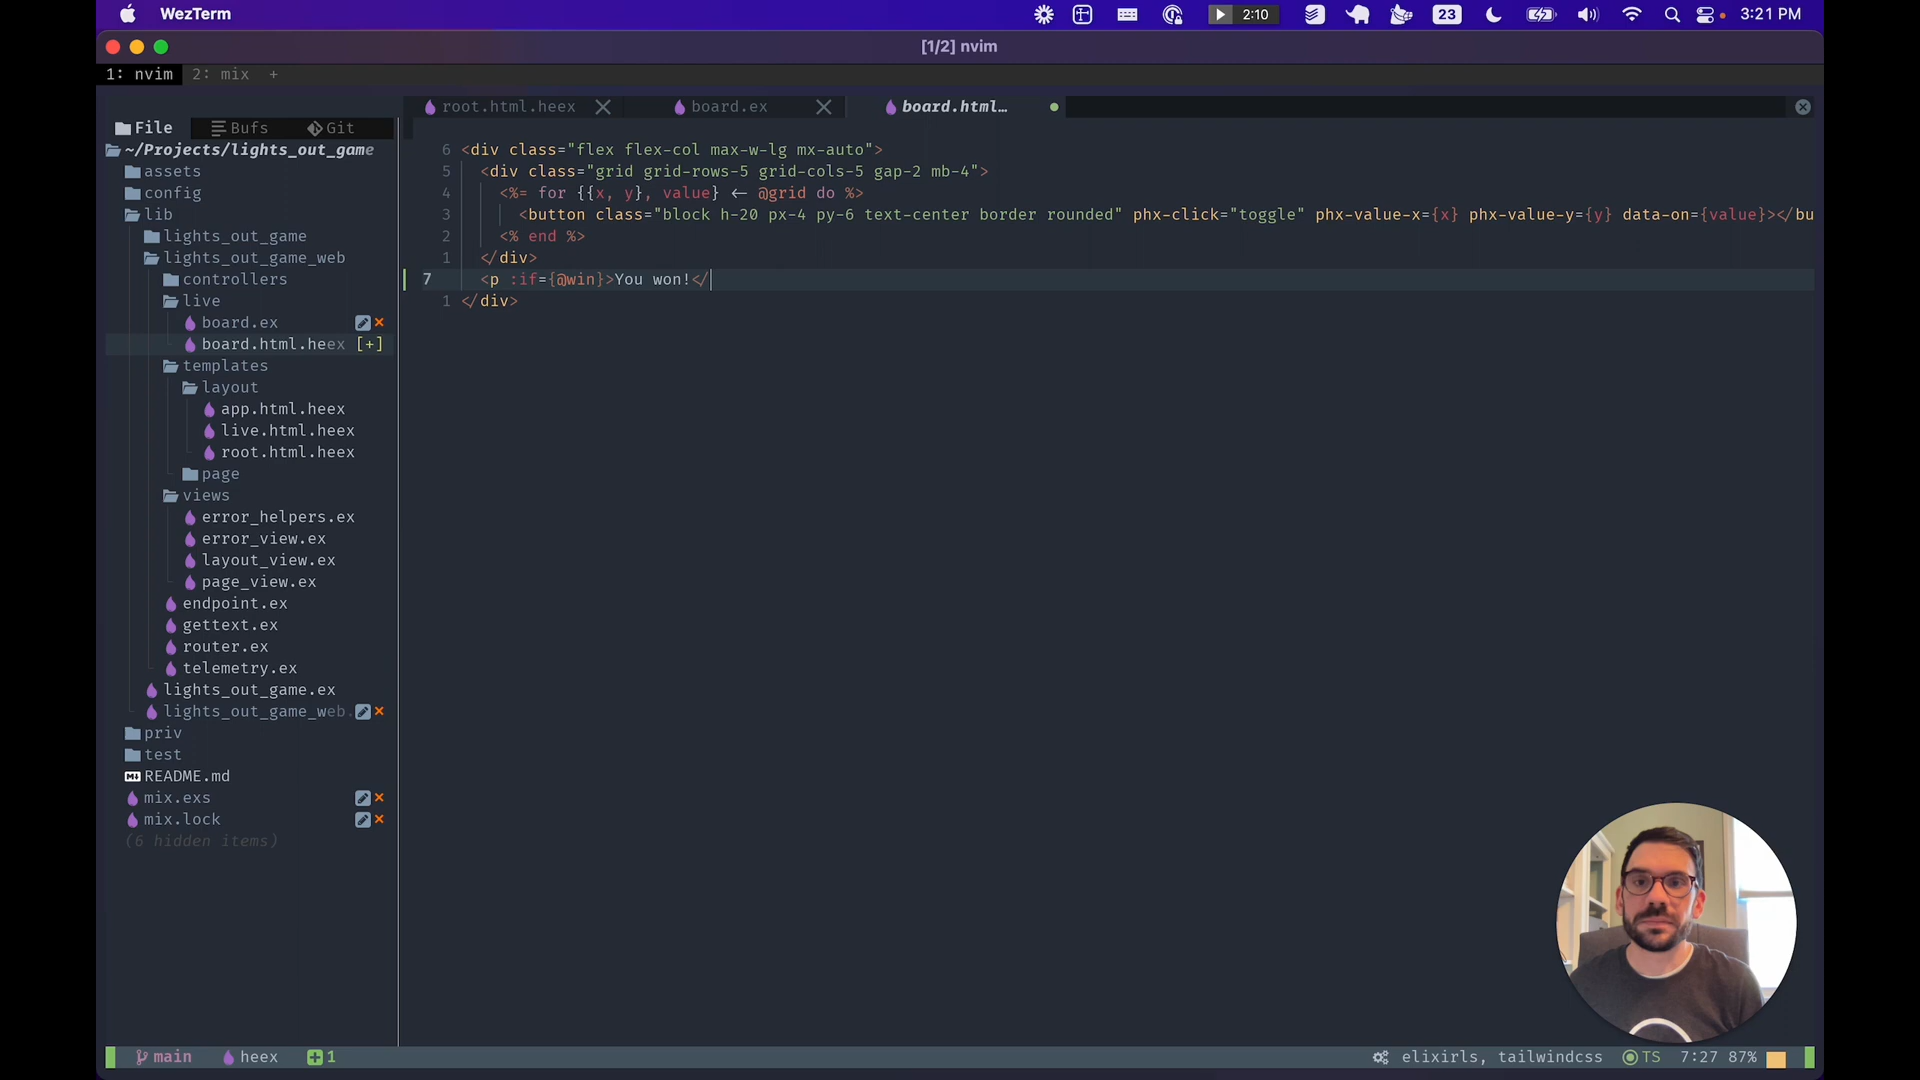 WezTerm
2:10
23
3:21 PM
[1/2] nvim
1: nvim 2: mix +
root.html.heex board.ex board.html…
File Bufs Git
~/Projects/lights_out_game
assets
config
lib
lights_out_game
lights_out_game_web
controllers
live
board.ex
board.html.heex [+]
templates
layout
app.html.heex
live.html.heex
root.html.heex
page
views
error_helpers.ex
error_view.ex
layout_view.ex
page_view.ex
endpoint.ex
gettext.ex
router.ex
telemetry.ex
lights_out_game.ex
lights_out_game_web.
priv
test
README.md
mix.exs
mix.lock
(6 hidden items)
6 <div class="flex flex-col max-w-lg mx-auto">
5 <div class="grid grid-rows-5 grid-cols-5 gap-2 mb-4">
4 <%= for {{x, y}, value} <- @grid do %>
3 <button class="block h-20 px-4 py-6 text-center border rounded" phx-click="toggle" phx-value-x={x} phx-value-y={y} data-on={value}></bu
2 <% end %>
1 </div>
7 <p :if={@win}>You won!</
1 </div>
main heex 1 elixirls, tailwindcss TS 7:27 87%